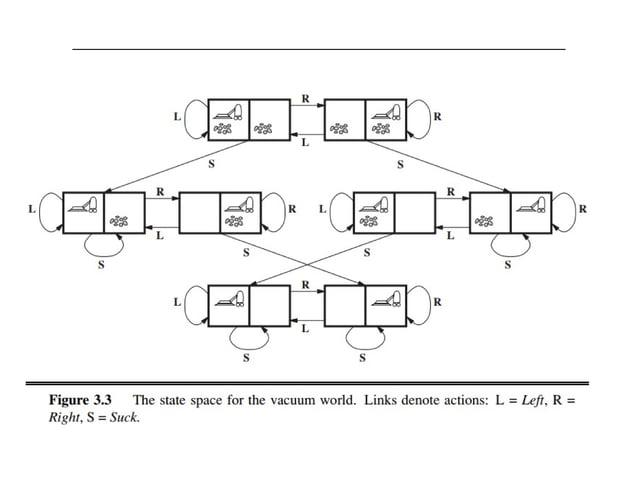 R
L R
L
S S
R R
L R L R
L L
S S S S
R
L R
L
S S
Figure 3.3 The state space for the vacuum world. Links denote actions: L = Left, R =
Right, S = Suck.